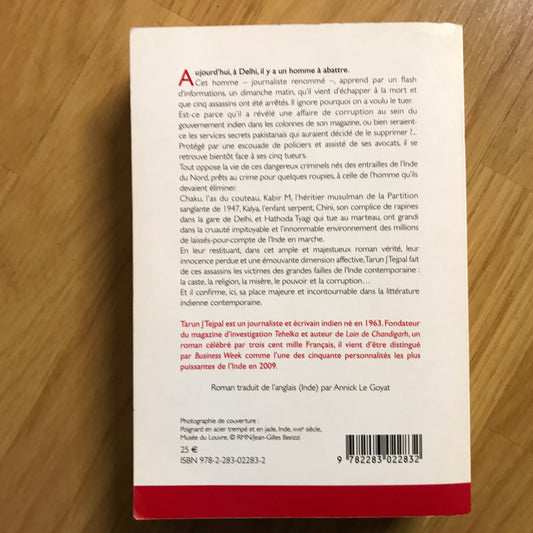 Aujourd'hui, à Delhi, il y a un homme à abattre.
Cet homme – journaliste renommé –, apprend par un flash
d'informations, un dimanche matin, qu'il vient d'échapper à la mort et
que cinq assassins ont été arrêtés. Il ignore pourquoi on a voulu le tuer.
Est-ce parce qu'il a révélé une affaire de corruption au sein du
gouvernement indien dans les colonnes de son magazine, ou bien seraient-
ce les services secrets pakistanais qui auraient décidé de le supprimer ?...
Protégé par une escouade de policiers et assisté de ses avocats, il se
retrouve bientôt face à ses cinq tueurs.
Tout oppose la vie de ces dangereux criminels nés des entrailles de l'Inde
du Nord, prêts au crime pour quelques roupies, à celle de l'homme qu'ils
devaient éliminer.
Chaku, l'as du couteau, Kabir M, l'héritier musulman de la Partition
sanglante de 1947, Kalya, l'enfant serpent, Chini, son complice de rapines
dans la gare de Delhi, et Hathoda Tyagi qui tue au marteau, ont grandi
dans la cruauté impitoyable et l'innommable environnement des millions
de laissés-pour-compte de l'Inde en marche.
En leur restituant, dans cet ample et majestueux roman vérité, leur
innocence perdue et une émouvante dimension affective, Tarun J Tejpal fait
de ces assassins les victimes des grandes failles de l'Inde contemporaine :
la caste, la religion, la misère, le pouvoir et la corruption...
Et il confirme, ici, sa place majeure et incontournable dans la littérature
indienne contemporaine.
Tarun J Tejpal est un journaliste et écrivain indien né en 1963. Fondateur
du magazine d'investigation Tehelka et auteur de Loin de Chandigarh, un
roman célébré par trois cent mille Français, il vient d'être distingué
par Business Week comme l'une des cinquante personnalités les plus
puissantes de l'Inde en 2009.
Roman traduit de l'anglais (Inde) par Annick Le Goyat
Photographie de couverture :
Poignard en acier trempé et en jade, Inde, XVIIe siècle,
Musée du Louvre, © RMN/Jean-Gilles Berizzi
25 €
ISBN 978-2-283-02283-2
9 782283 022832